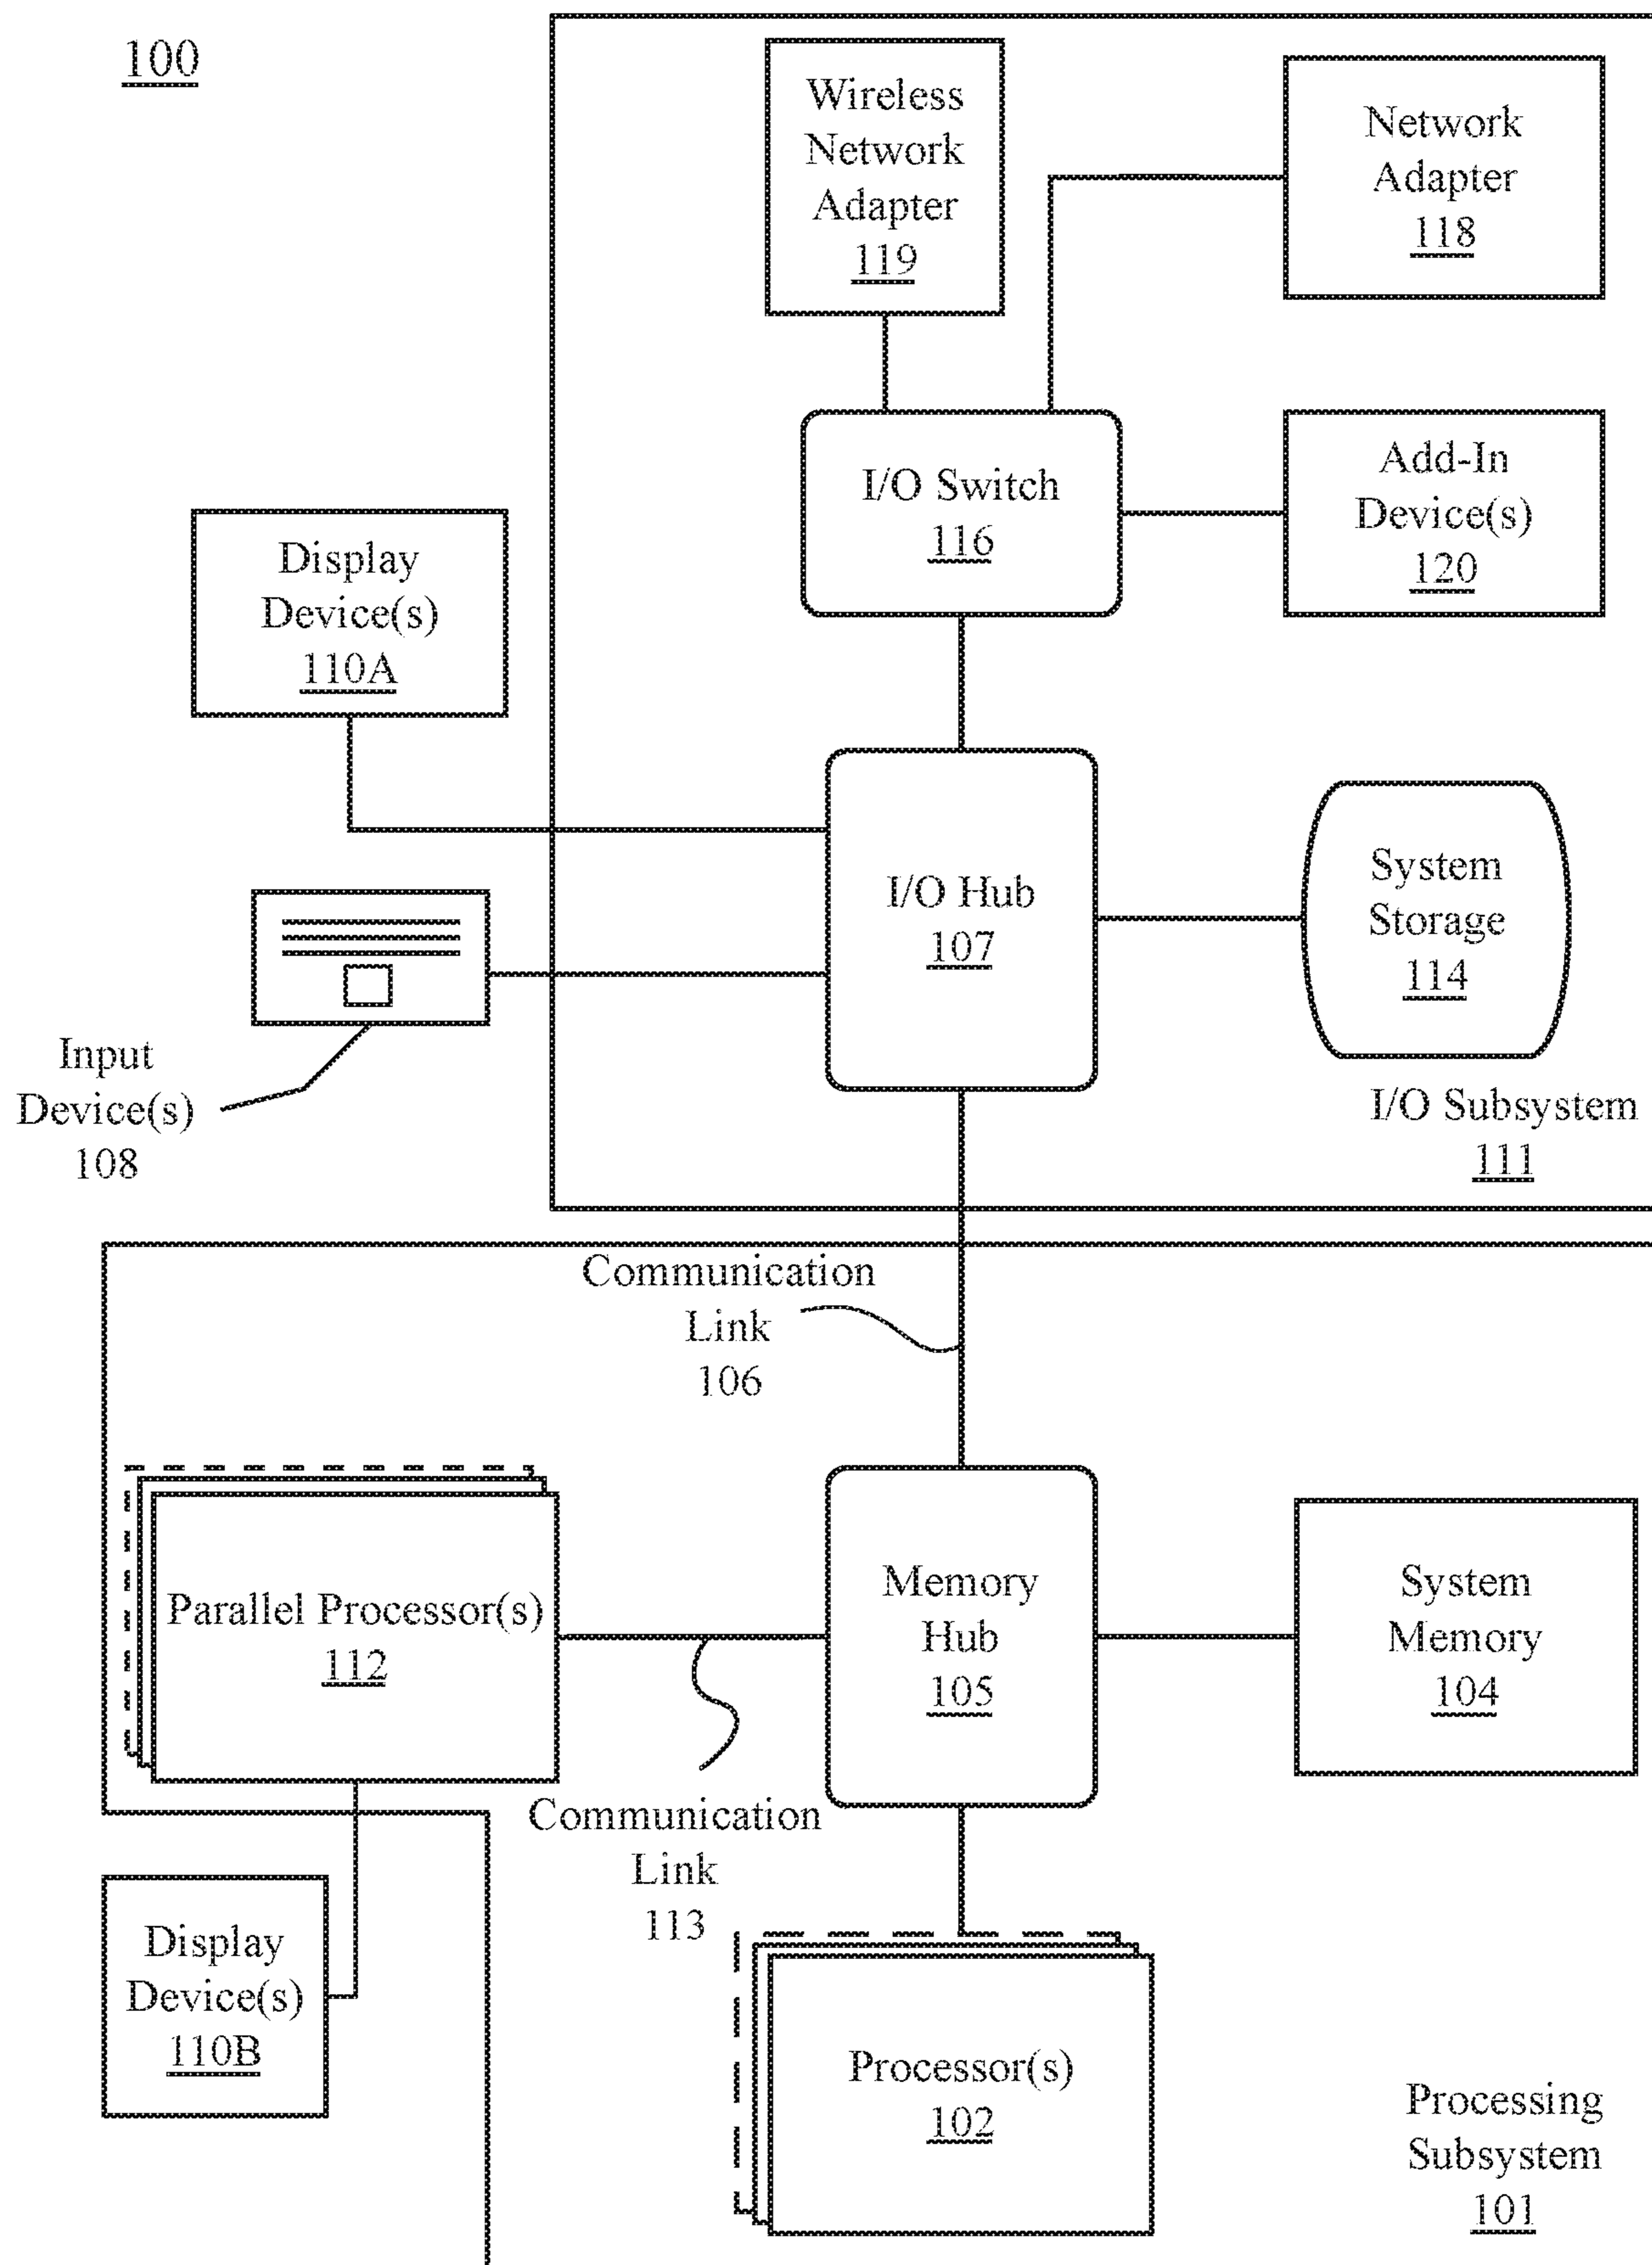 100
Wireless
Network
Adapter
119
Network
Adapter
118
I/O Switch
116
Add-In
Device(s)
120
Display
Device(s)
110A
I/O Hub
107
System
Storage
114
Input
Device(s)
108
I/O Subsystem
111
Communication
Link
106
Parallel Processor(s)
112
Memory
Hub
105
System
Memory
104
Communication
Link
113
Display
Device(s)
110B
Processor(s)
102
Processing
Subsystem
101